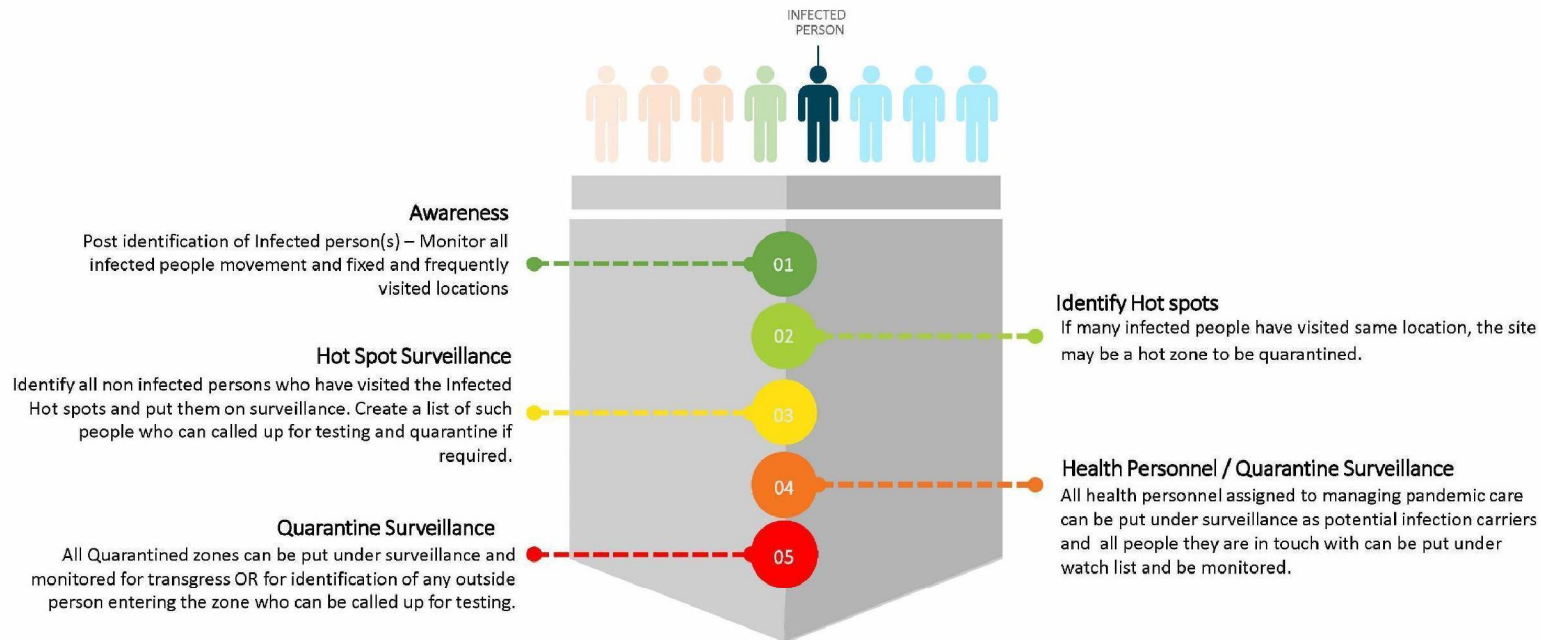 INFECTED
PERSON
Awareness
Post identification of Infected person(s) – Monitor all
infected people movement and fixed and frequently
visited locations
01
Identify Hot spots
If many infected people have visited same location, the site
may be a hot zone to be quarantined.
02
Hot Spot Surveillance
Identify all non infected persons who have visited the Infected
Hot spots and put them on surveillance. Create a list of such
people who can called up for testing and quarantine if
required.
03
Health Personnel / Quarantine Surveillance
All health personnel assigned to managing pandemic care
can be put under surveillance as potential infection carriers
and all people they are in touch with can be put under
watch list and be monitored.
04
Quarantine Surveillance
All Quarantined zones can be put under surveillance and
monitored for transgress OR for identification of any outside
person entering the zone who can be called up for testing.
05